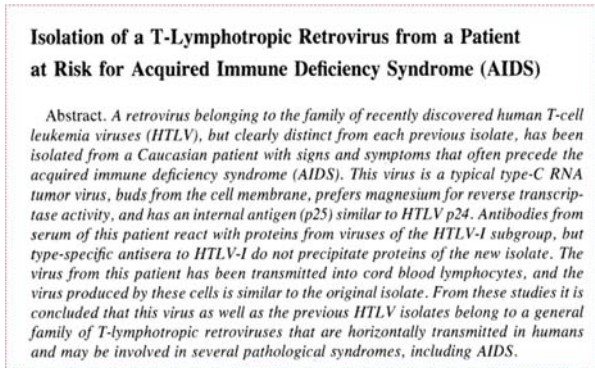 Isolation of a T-Lymphotropic Retrovirus from a Patient
at Risk for Acquired Immune Deficiency Syndrome (AIDS)
Abstract. A retrovirus belonging to the family of recently discovered human T-cell
leukemia viruses (HTLV), but clearly distinct from each previous isolate, has been
isolated from a Caucasian patient with signs and symptoms that often precede the
acquired immune deficiency syndrome (AIDS). This virus is a typical type-C RNA
tumor virus, buds from the cell membrane, prefers magnesium for reverse transcrip-
tase activity, and has an internal antigen (p25) similar to HTLV p24. Antibodies from
serum of this patient react with proteins from viruses of the HTLV-I subgroup, but
type-specific antisera to HTLV-I do not precipitate proteins of the new isolate. The
virus from this patient has been transmitted into cord blood lymphocytes, and the
virus produced by these cells is similar to the original isolate. From these studies it is
concluded that this virus as well as the previous HTLV isolates belong to a general
family of T-lymphotropic retroviruses that are horizontally transmitted in humans
and may be involved in several pathological syndromes, including AIDS.